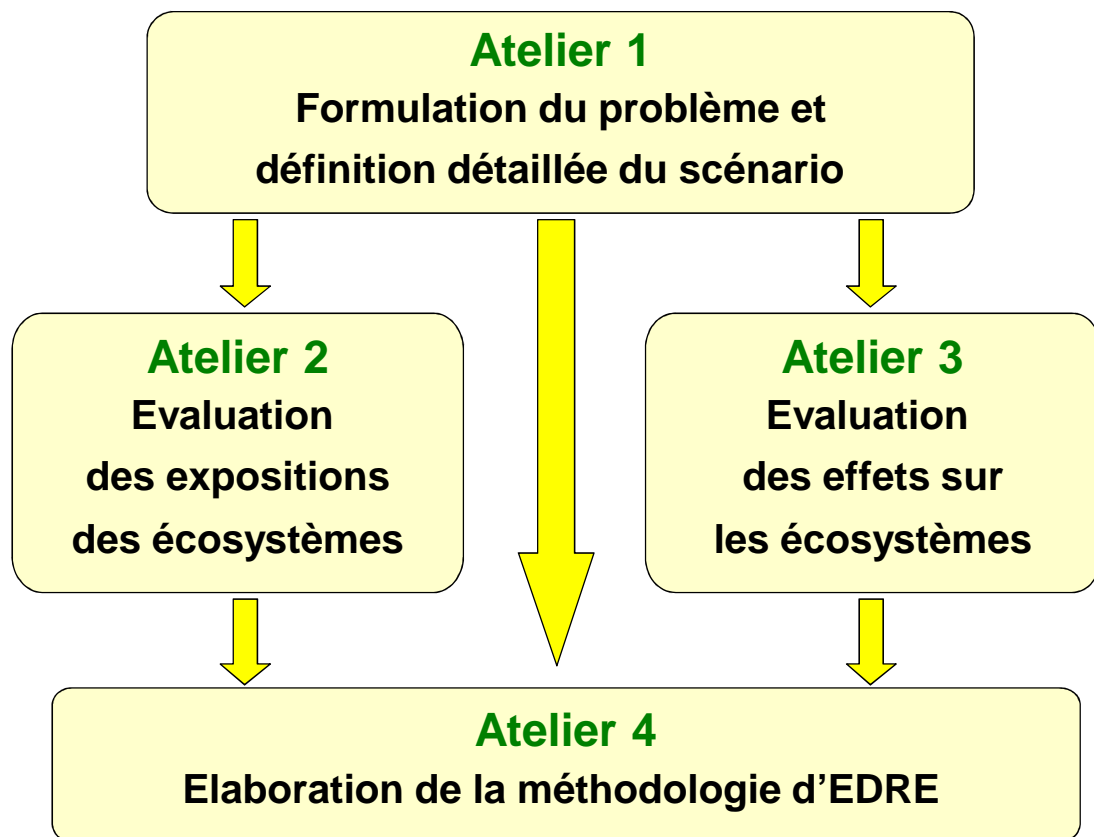 Atelier 1
Formulation du problème et
définition détaillée du scénario
Atelier 2
Evaluation
des expositions
des écosystèmes
Atelier 3
Evaluation
des effets sur
les écosystèmes
Atelier 4
Elaboration de la méthodologie d’EDRE